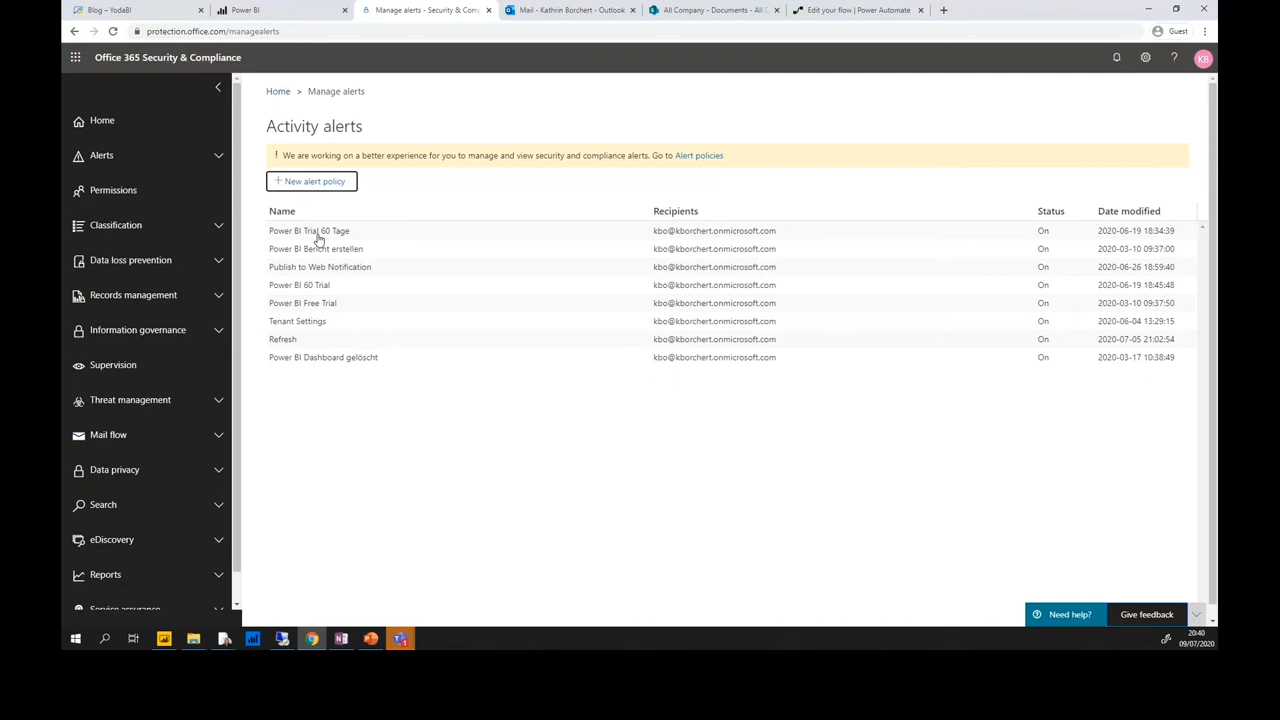 Blog – YodaBI
Power BI
Manage alerts - Security & Com
Mail - Kathrin Borchert - Outlook
All Company - Documents - All
Edit your flow | Power Automate
protection.office.com/managealerts
Guest
Office 365 Security & Compliance
KB
Home
Alerts
Permissions
Classification
Data loss prevention
Records management
Information governance
Supervision
Threat management
Mail flow
Data privacy
Search
eDiscovery
Reports
Service assurance
Home > Manage alerts
Activity alerts
! We are working on a better experience for you to manage and view security and compliance alerts. Go to Alert policies
+ New alert policy
Name Recipients Status Date modified
Power BI Trial 60 Tage kbo@kborchert.onmicrosoft.com On 2020-06-19 18:34:39
Power BI Bericht erstellen kbo@kborchert.onmicrosoft.com On 2020-03-10 09:37:00
Publish to Web Notification kbo@kborchert.onmicrosoft.com On 2020-06-26 18:59:40
Power BI 60 Trial kbo@kborchert.onmicrosoft.com On 2020-06-19 18:45:48
Power BI Free Trial kbo@kborchert.onmicrosoft.com On 2020-03-10 09:37:50
Tenant Settings kbo@kborchert.onmicrosoft.com On 2020-06-04 13:29:15
Refresh kbo@kborchert.onmicrosoft.com On 2020-07-05 21:02:54
Power BI Dashboard gelöscht kbo@kborchert.onmicrosoft.com On 2020-03-17 10:38:49
Need help?
Give feedback
20:40
09/07/2020